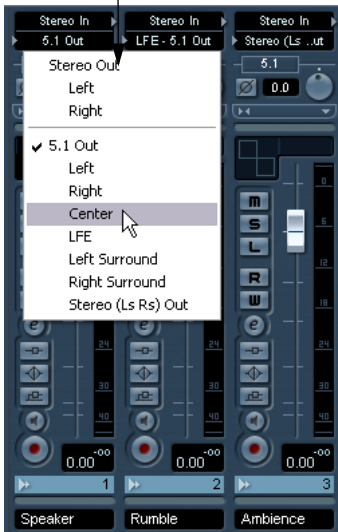 Stereo In Stereo In Stereo In
5.1 Out LFE - 5.1 Out Stereo (Ls ..ut
Stereo Out
Left
Right
5.1 Out
Left
Right
Center
LFE
Left Surround
Right Surround
Stereo (Ls Rs) Out
5.1
0.0
0
6
12
18
24
30
40
M
S
L
R
W
e e e
24 24
30 30
40 40
-oo -oo -oo
0.00 0.00 0.00
1 2 3
Speaker Rumble Ambience